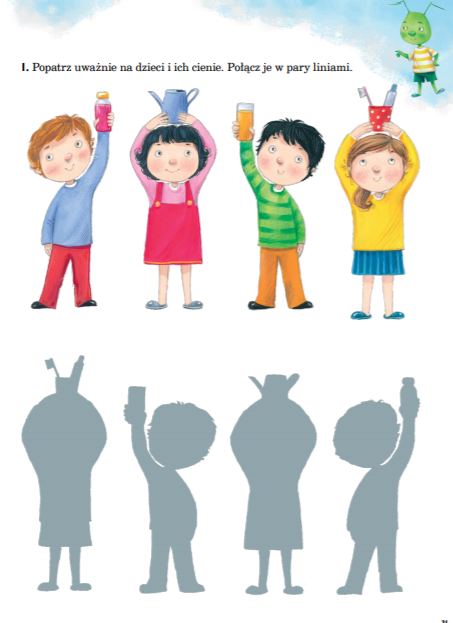 1. Popatrz uważnie na dzieci i ich cienie. Połącz je w pary liniami.